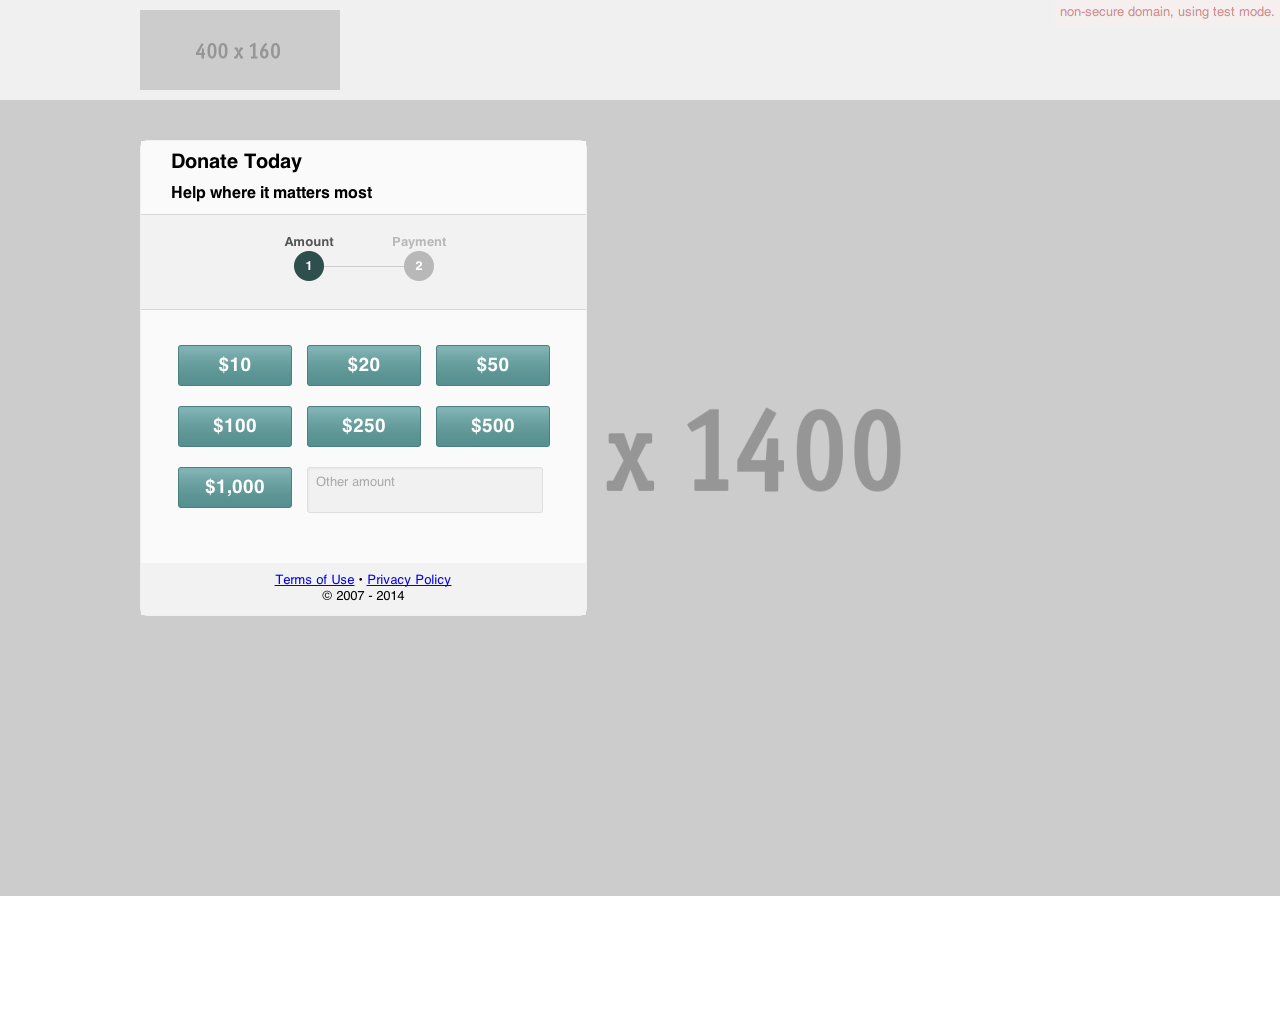 non-secure domain, using test mode.
400 x 160
Donate Today
Help where it matters most
Amount Payment
1 2
$10 $20 $50
$100 $250 $500
$1,000 Other amount
x 1400
Terms of Use • Privacy Policy
© 2007 - 2014